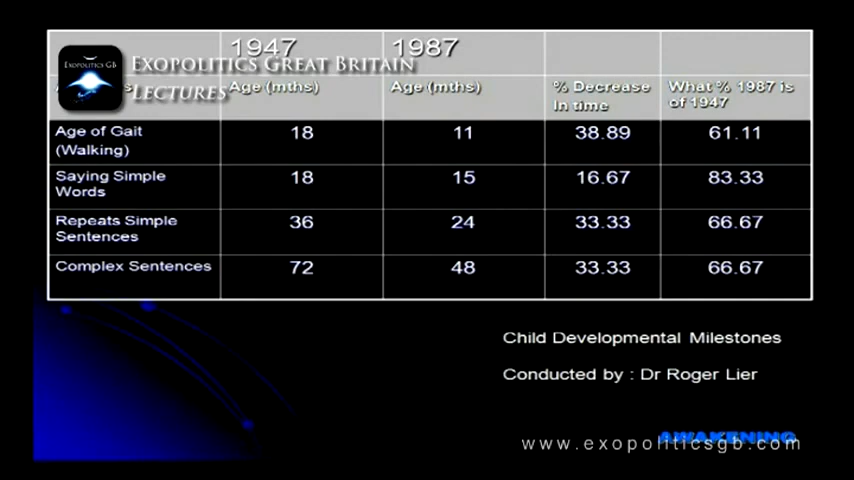 1947 1987
EXOPOLITICS GB
EXOPOLITICS GREAT BRITAIN
LECTURES
Age (mths) Age (mths) % Decrease In time What % 1987 is of 1947
Age of Gait (Walking) 18 11 38.89 61.11
Saying Simple Words 18 15 16.67 83.33
Repeats Simple Sentences 36 24 33.33 66.67
Complex Sentences 72 48 33.33 66.67
Child Developmental Milestones
Conducted by : Dr Roger Lier
AWAKENING
www.exopoliticsgb.com